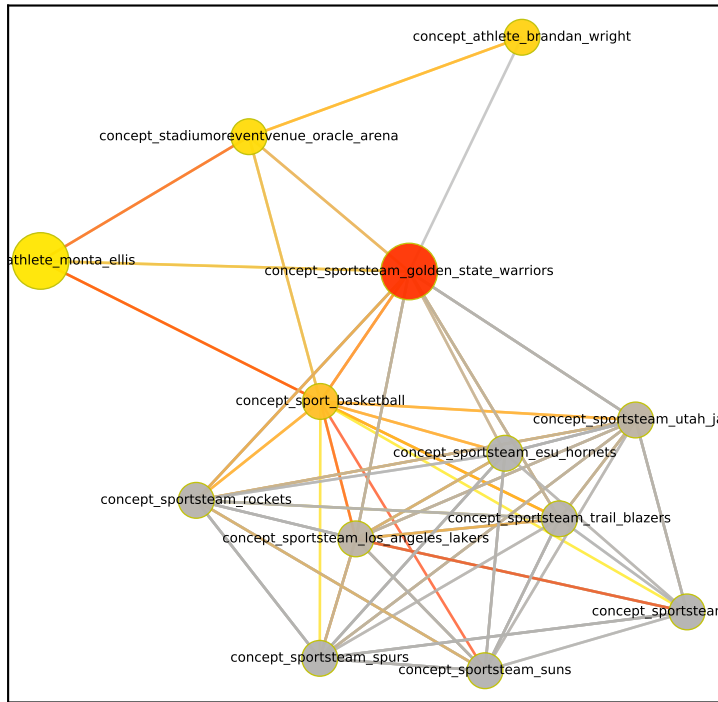 concept_athlete_brandan_wright
concept_stadiumoreventvenue_oracle_arena
athlete_monta_ellis
concept_sportsteam_golden_state_warriors
concept_sport_basketball
concept_sportsteam_utah_ja
concept_sportsteam_esu_hornets
concept_sportsteam_rockets
concept_sportsteam_trail_blazers
concept_sportsteam_los_angeles_lakers
concept_sportsteam
concept_sportsteam_spurs
concept_sportsteam_suns